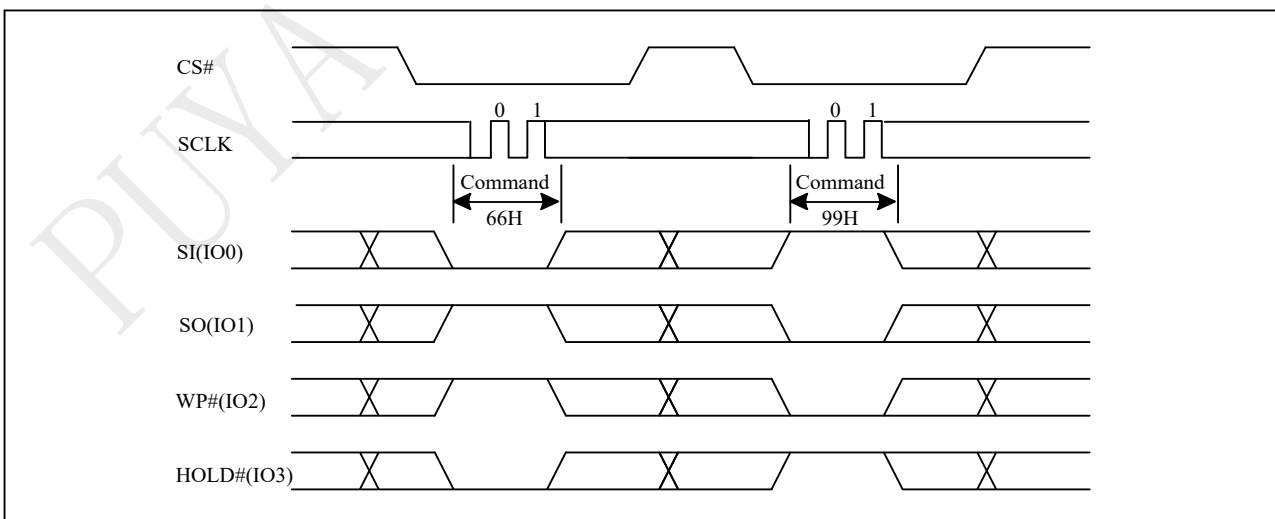 PUYA
CS#
0 1 0 1
SCLK
Command Command
66H 99H
SI(IO0)
SO(IO1)
WP#(IO2)
HOLD#(IO3)